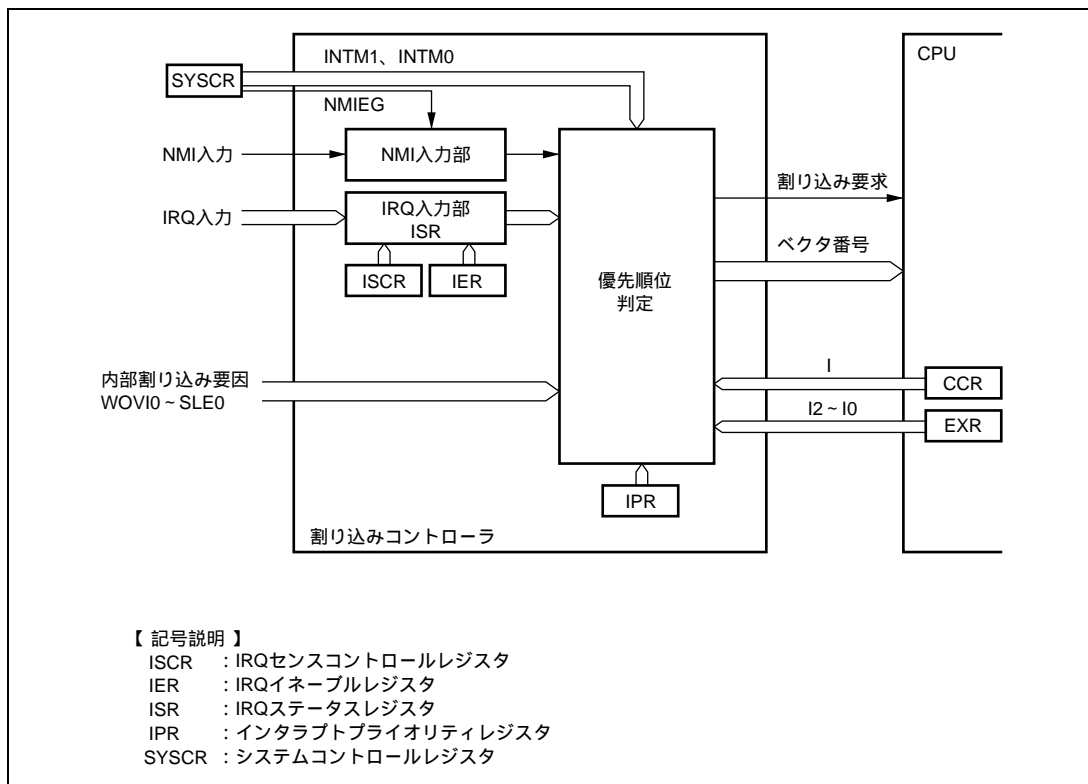 INTM1、INTM0
CPU
SYSCR
NMIEG
NMI入力
NMI入力部
IRQ入力
IRQ入力部
ISR
ISCR
IER
優先順位
判定
割り込み要求
ベクタ番号
内部割り込み要因
WOVI0~SLE0
I
CCR
I2~I0
EXR
IPR
割り込みコントローラ
【 記号説明 】
ISCR :IRQセンスコントロールレジスタ
IER :IRQイネーブルレジスタ
ISR :IRQステータスレジスタ
IPR :インタラプトプライオリティレジスタ
SYSCR :システムコントロールレジスタ